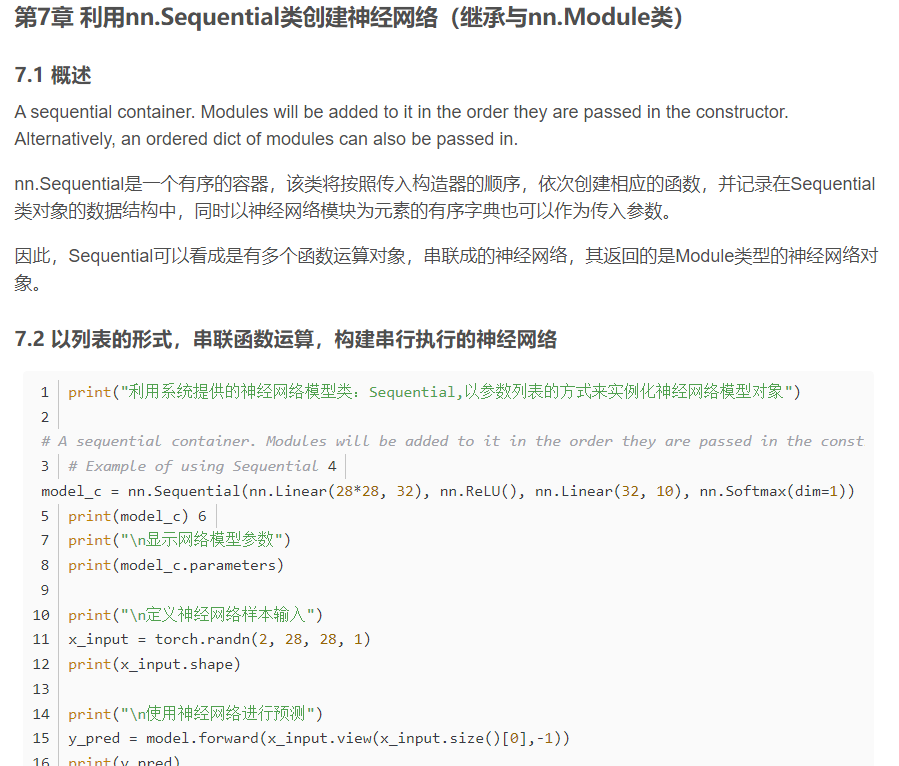 第7章 利用nn.Sequential类创建神经网络（继承与nn.Module类）
7.1 概述
A sequential container. Modules will be added to it in the order they are passed in the constructor.
Alternatively, an ordered dict of modules can also be passed in.
nn.Sequential是一个有序的容器，该类将按照传入构造器的顺序，依次创建相应的函数，并记录在Sequential
类对象的数据结构中，同时以神经网络模块为元素的有序字典也可以作为传入参数。
因此，Sequential可以看成是有多个函数运算对象，串联成的神经网络，其返回的是Module类型的神经网络对
象。
7.2 以列表的形式，串联函数运算，构建串行执行的神经网络
1 print("利用系统提供的神经网络模型类：Sequential,以参数列表的方式来实例化神经网络模型对象")
2
# A sequential container. Modules will be added to it in the order they are passed in the const
3 # Example of using Sequential 4
model_c = nn.Sequential(nn.Linear(28*28, 32), nn.ReLU(), nn.Linear(32, 10), nn.Softmax(dim=1))
5 print(model_c) 6
7 print("\n显示网络模型参数")
8 print(model_c.parameters)
9
10 print("\n定义神经网络样本输入")
11 x_input = torch.randn(2, 28, 28, 1)
12 print(x_input.shape)
13
14 print("\n使用神经网络进行预测")
15 y_pred = model.forward(x_input.view(x_input.size()[0],-1))
16 print(y_pred)